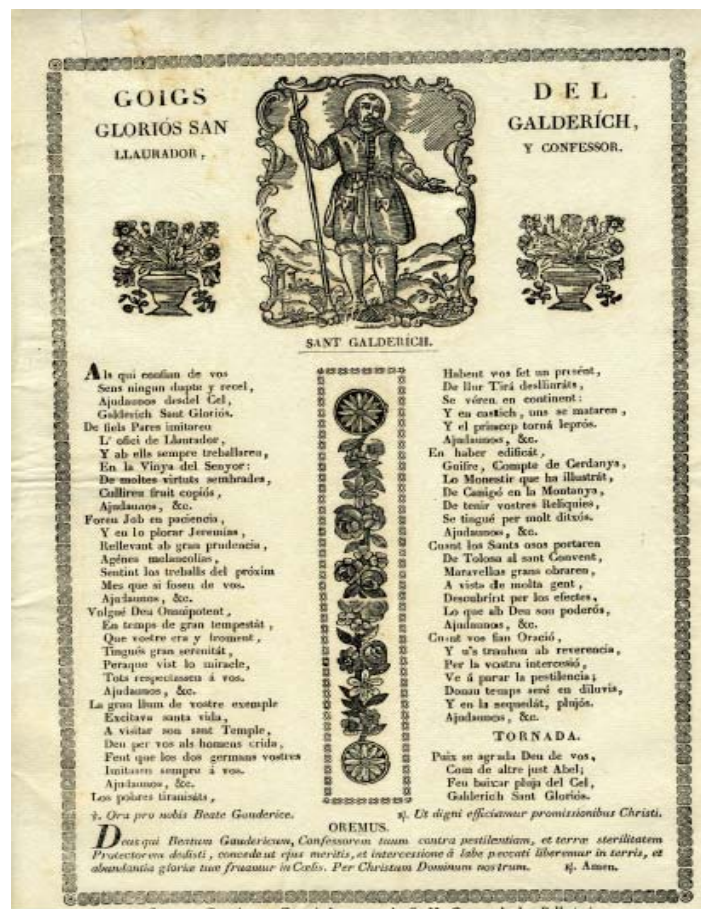 GOIGS DEL
GLORIÓS SAN GALDERÍCH,
LLAURADOR, Y CONFESSOR.
SANT GALDERÍCH.
Als qui confian de vos
Sens ningun dupte y recel,
Ajudaunos desdel Cel,
Galderich Sant Gloriós.
De fiels Pares imitareu
L' ofici de Llaurador,
Y ab ells sempre treballareu,
En la Vinya del Senyor:
De moltes virtuts sembrades,
Culliren fruit copiós,
Ajudaunos, &c.
Foreu Job en paciencia,
Y en lo plorar Jeremias,
Rellevant ab gran prudencia,
Agénes melancolías,
Sentint los treballs del próxim
Mes que si fosen de vos.
Ajudaunos, &c.
Volgué Deu Omnipotent,
En temps de gran tempestát,
Que vostre era y froment,
Tingués gran serenitát,
Peraque vist lo miracle,
Tots respectassen á vos.
Ajudaunos, &c.
La gran llum de vostre exemple
Excitava santa vida,
A visitar son sant Temple,
Deu per vos als homens crida,
Fent que los dos germans vostres
Imitasen sempre á vos.
Ajudaunos, &c.
Los pobres tiranisáts,
Habent vos fet un presént,
De llur Tirá deslliuráts,
Se véren en continent:
Y en castich, uns se mataren,
Y el princep torná leprós.
Ajudaunos, &c.
En haber edificát,
Guifre, Compte de Cerdanya,
Lo Monestir que ha illustrát,
De Canigó en la Montanya,
De tenir vostres Reliquies,
Se tingué per molt ditxós.
Ajudaunos, &c.
Cuant los Sants osos portaren
De Tolosa al sant Convent,
Maravellas grans obraren,
A vista de molta gent,
Descubrint per los efectes,
Lo que ab Deu son poderós,
Ajudaunos, &c.
Cuant vos fan Oració,
Y u's trauhen ab reverencia,
Per la vostra intercesió,
Ve á parar la pestilencia;
Donau temps seré en diluvis,
Y en la sequedát, plujós.
Ajudaunos, &c.
TORNADA.
Puix se agrada Deu de vos,
Com de altre just Abel;
Feu baixar pluja del Cel,
Galderich Sant Gloriós.
℣. Ora pro nobis Beate Gauderice. ℟. Ut digni efficiamur promissionibus Christi.
OREMUS.
Deus qui Beatum Gaudericum, Confessorem tuum contra pestilentiam, et terræ sterilitatem
Protectorem dedisti, concede ut ejus meritis, et intercessione á labe peccati liberemur in terris, et
abundantia gloriæ tuæ fruamur in Cœlis. Per Christum Dominum nostrum. ℟. Amen.